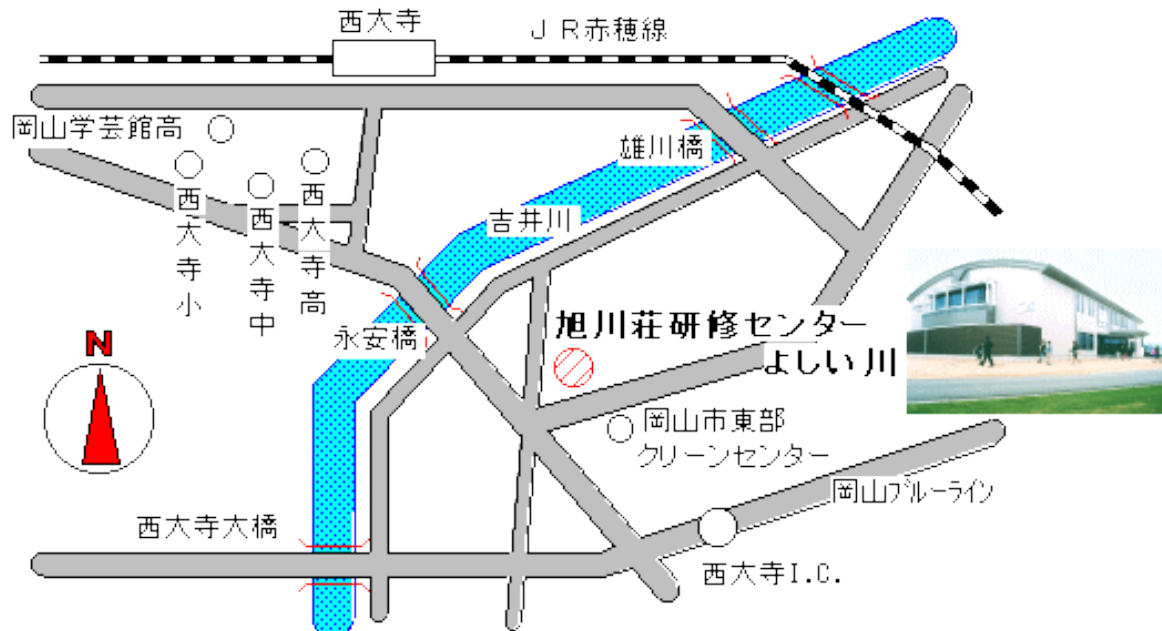 西大寺
ＪＲ赤穂線
岡山学芸館高
雄川橋
西大寺小
西大寺中
西大寺高
吉井川
永安橋
N
旭川荘研修センター
よしい川
岡山市東部
クリーンセンター
岡山ﾌﾞﾙｰﾗｲﾝ
西大寺大橋
西大寺I.C.